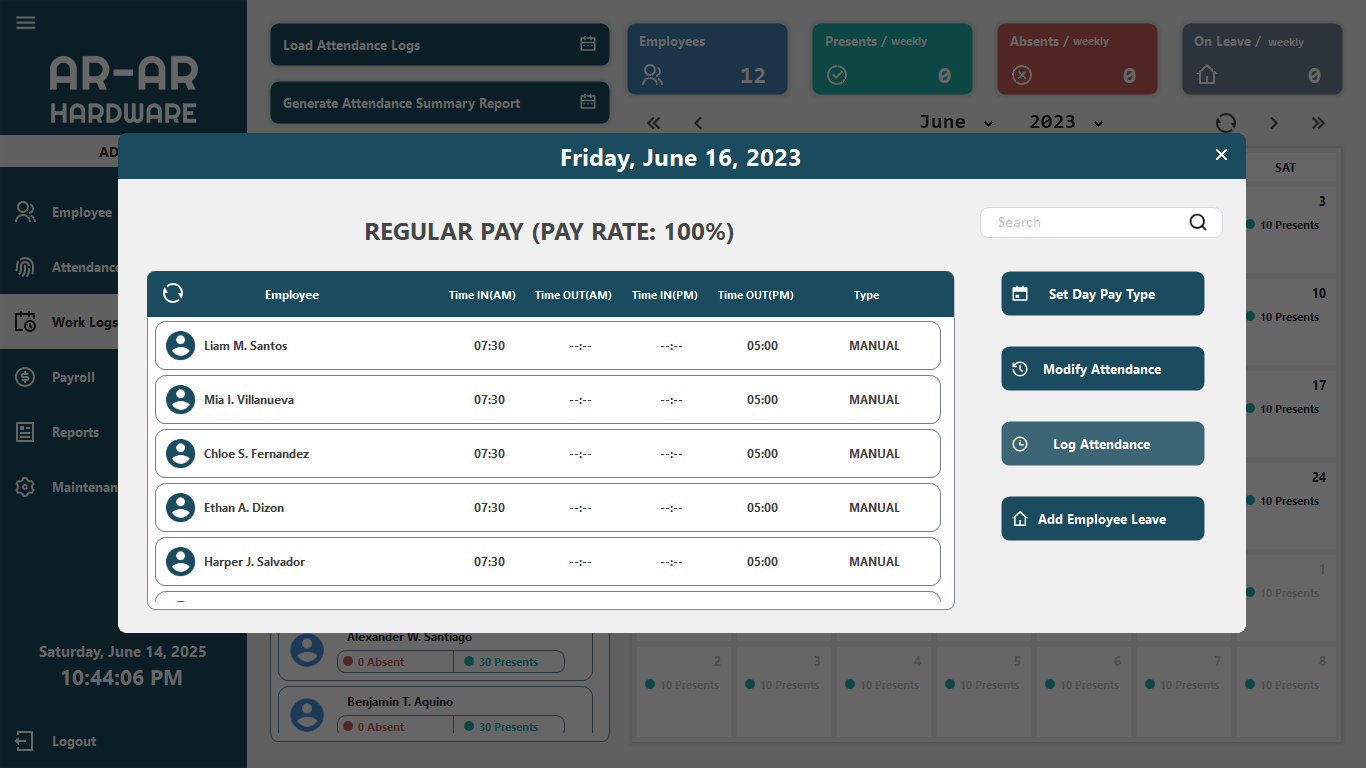 AR-AR
HARDWARE
AD
Employee
Attendance
Work Logs
Payroll
Reports
Maintenan
Saturday, June 14, 2025
10:44:06 PM
Logout
Load Attendance Logs
Generate Attendance Summary Report
Employees
12
Presents / weekly
0
Absents / weekly
0
On Leave / weekly
0
June 2023
SAT
3
10 Presents
10
10 Presents
17
10 Presents
24
10 Presents
1
10 Presents
Friday, June 16, 2023
REGULAR PAY (PAY RATE: 100%)
Search
Employee Time IN(AM) Time OUT(AM) Time IN(PM) Time OUT(PM) Type
Liam M. Santos 07:30 --:-- --:-- 05:00 MANUAL
Mia I. Villanueva 07:30 --:-- --:-- 05:00 MANUAL
Chloe S. Fernandez 07:30 --:-- --:-- 05:00 MANUAL
Ethan A. Dizon 07:30 --:-- --:-- 05:00 MANUAL
Harper J. Salvador 07:30 --:-- --:-- 05:00 MANUAL
Set Day Pay Type
Modify Attendance
Log Attendance
Add Employee Leave
Alexander W. Santiago
0 Absent 30 Presents
Benjamin T. Aquino
0 Absent 30 Presents
2 3 4 5 6 7 8
10 Presents 10 Presents 10 Presents 10 Presents 10 Presents 10 Presents 10 Presents